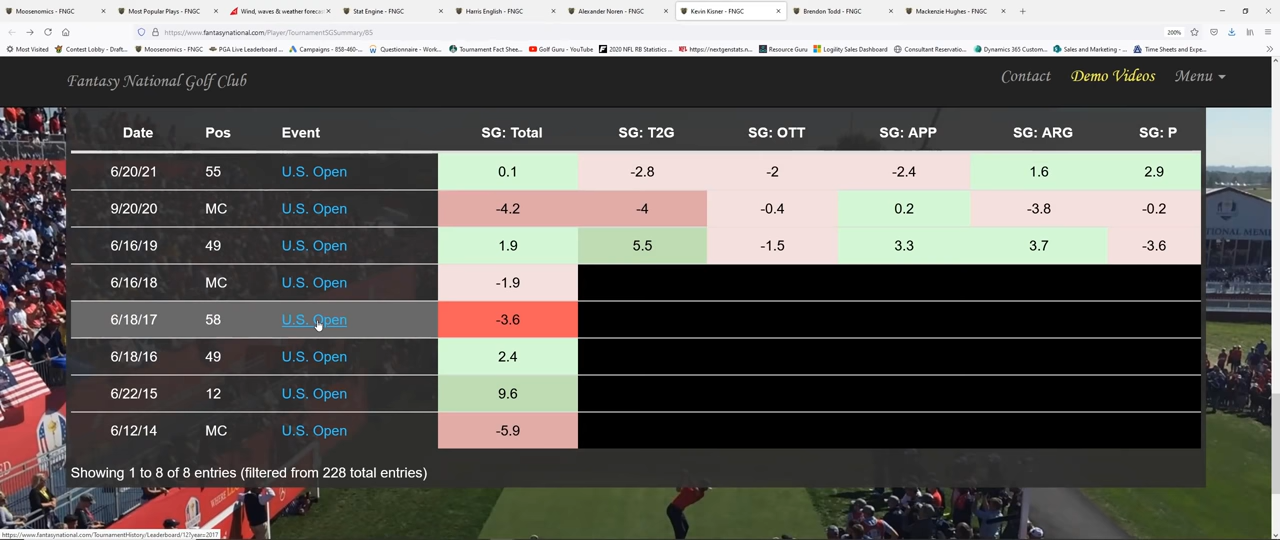 Moosenomics - FNGC
Most Popular Plays - FNGC
Wind, waves & weather forecas
Stat Engine - FNGC
Harris English - FNGC
Alexander Noren - FNGC
Kevin Kisner - FNGC
Brendon Todd - FNGC
Mackenzie Hughes - FNGC
https://www.fantasynational.com/Player/TournamentSGSummary/85
200%
Most Visited
Contest Lobby - Draft...
Moosenomics - FNGC
PGA Live Leaderboard ...
Campaigns - 855-460-...
Questionnaire - Work...
Tournament Fact Shee...
Golf Guru - YouTube
2020 NFL RB Statistics ...
https://nextgenstats.n...
Resource Guru
Logility Sales Dashboard
Consultant Reservatio...
Dynamics 365 Custom...
Sales and Marketing - ...
Time Sheets and Expe...
Fantasy National Golf Club
Contact Demo Videos Menu
Date Pos Event SG: Total SG: T2G SG: OTT SG: APP SG: ARG SG: P
6/20/21 55 U.S. Open 0.1 -2.8 -2 -2.4 1.6 2.9
9/20/20 MC U.S. Open -4.2 -4 -0.4 0.2 -3.8 -0.2
6/16/19 49 U.S. Open 1.9 5.5 -1.5 3.3 3.7 -3.6
6/16/18 MC U.S. Open -1.9
6/18/17 58 U.S. Open -3.6
6/18/16 49 U.S. Open 2.4
6/22/15 12 U.S. Open 9.6
6/12/14 MC U.S. Open -5.9
Showing 1 to 8 of 8 entries (filtered from 228 total entries)
https://www.fantasynational.com/TournamentHistory/Leaderboard/12?year=2017